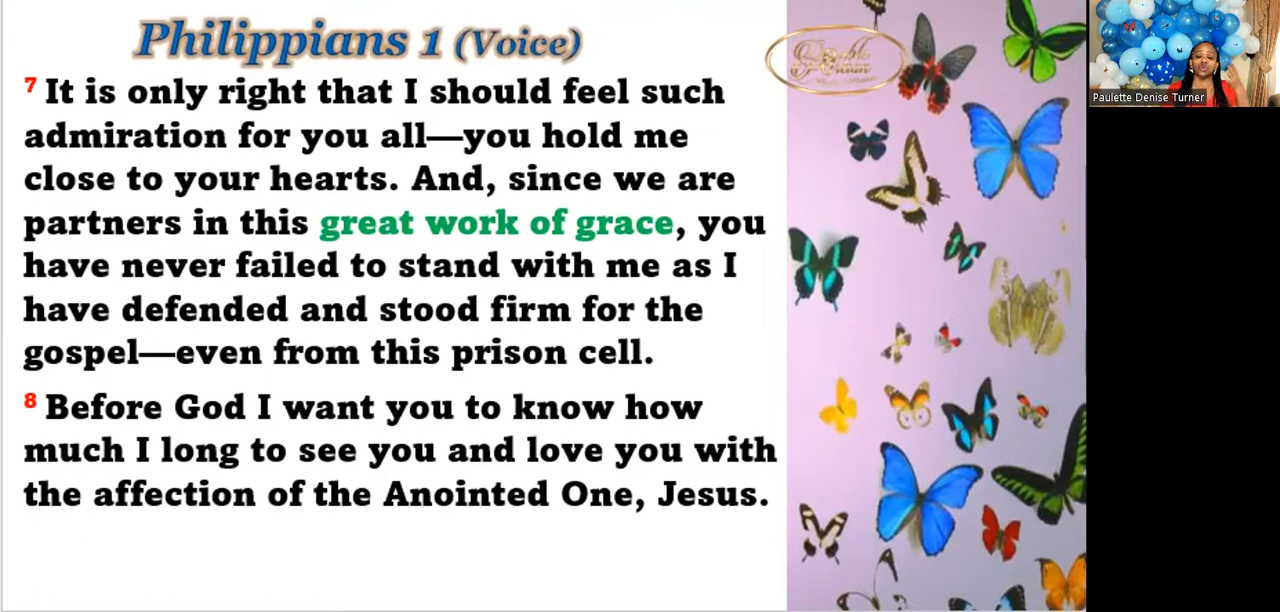 Philippians 1 (Voice)
7 It is only right that I should feel such
admiration for you all—you hold me
close to your hearts. And, since we are
partners in this great work of grace, you
have never failed to stand with me as I
have defended and stood firm for the
gospel—even from this prison cell.
8 Before God I want you to know how
much I long to see you and love you with
the affection of the Anointed One, Jesus.
Paulette Denise Turner